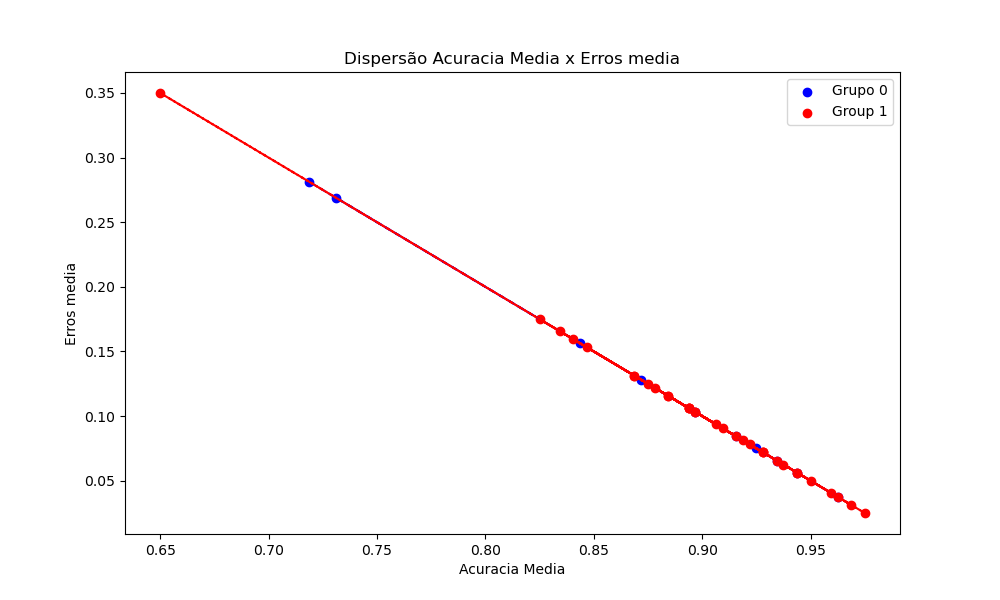 Dispersão Acuracia Media x Erros media
Grupo 0
Group 1
0.35
0.30
0.25
0.20
0.15
0.10
0.05
Erros media
0.65
0.70
0.75
0.80
0.85
0.90
0.95
Acuracia Media